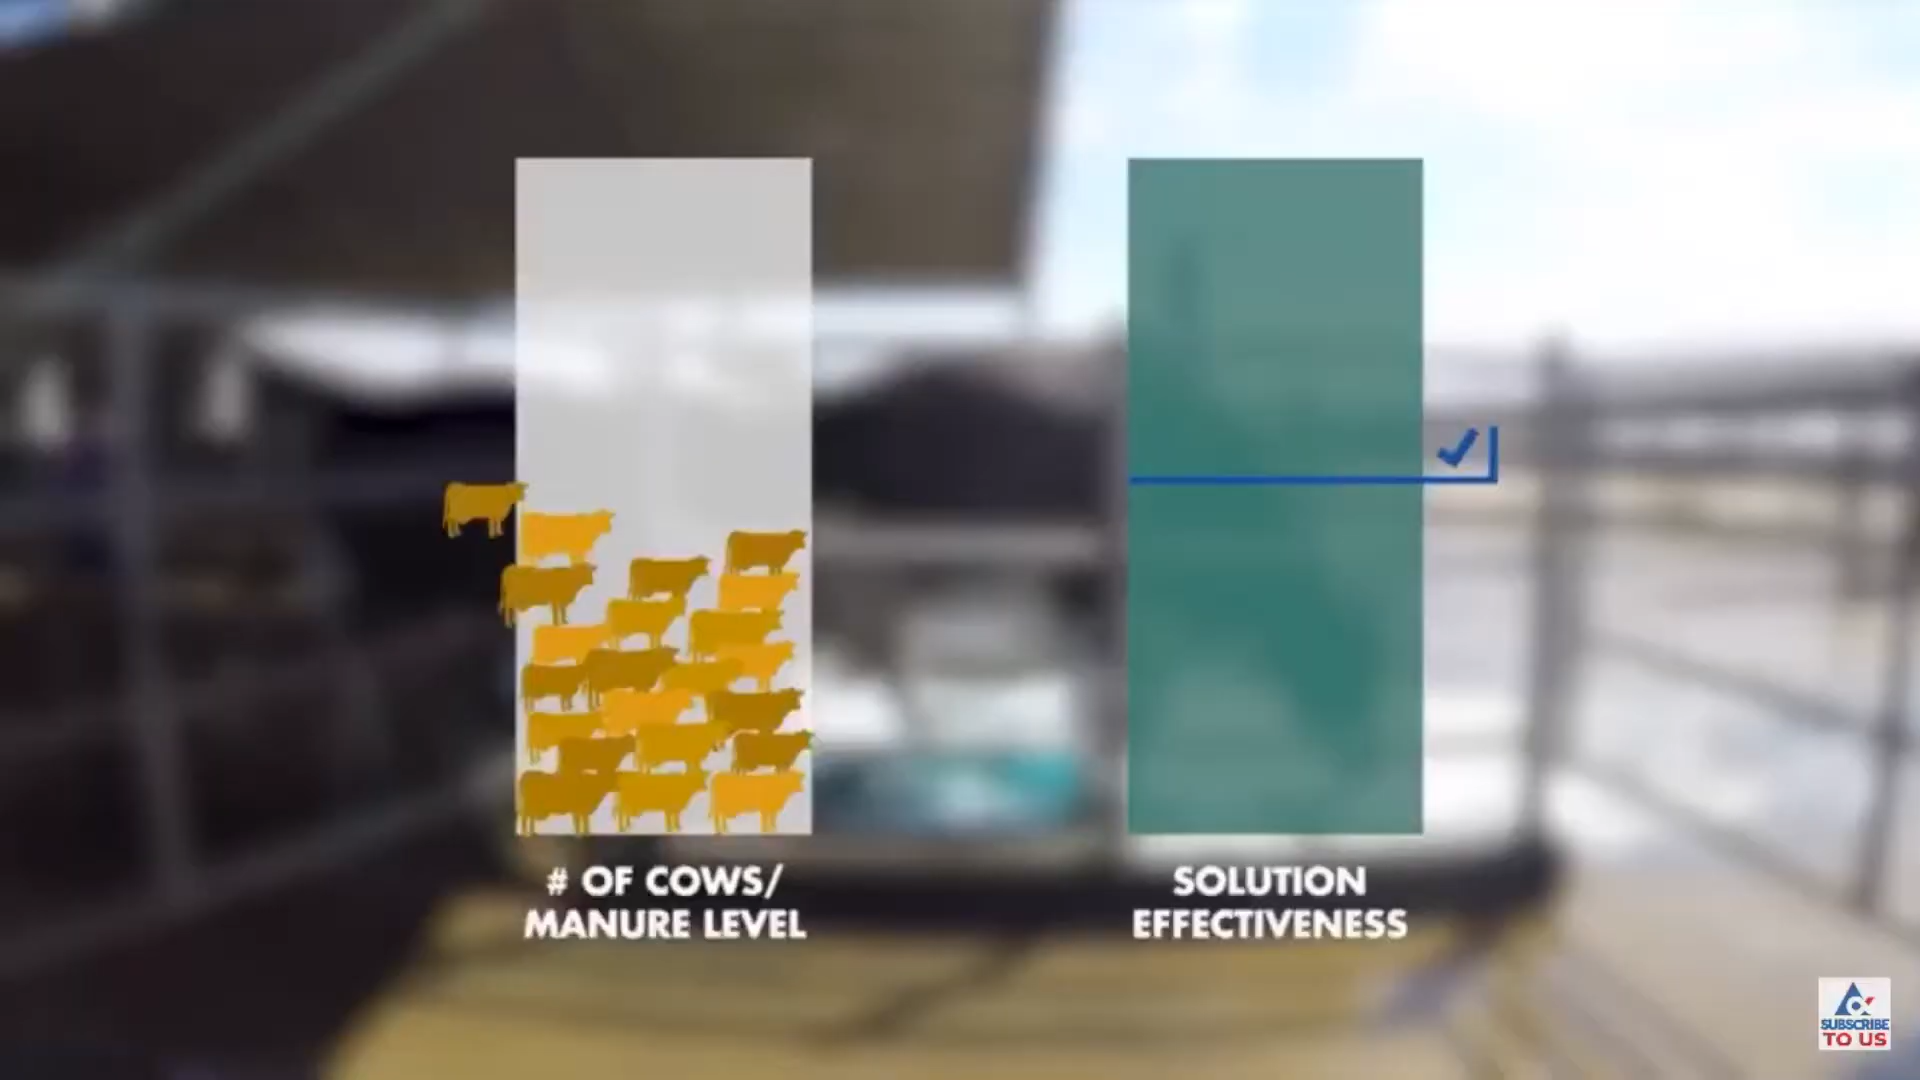 # OF COWS/
MANURE LEVEL
SOLUTION
EFFECTIVENESS
SUBSCRIBE
TO US